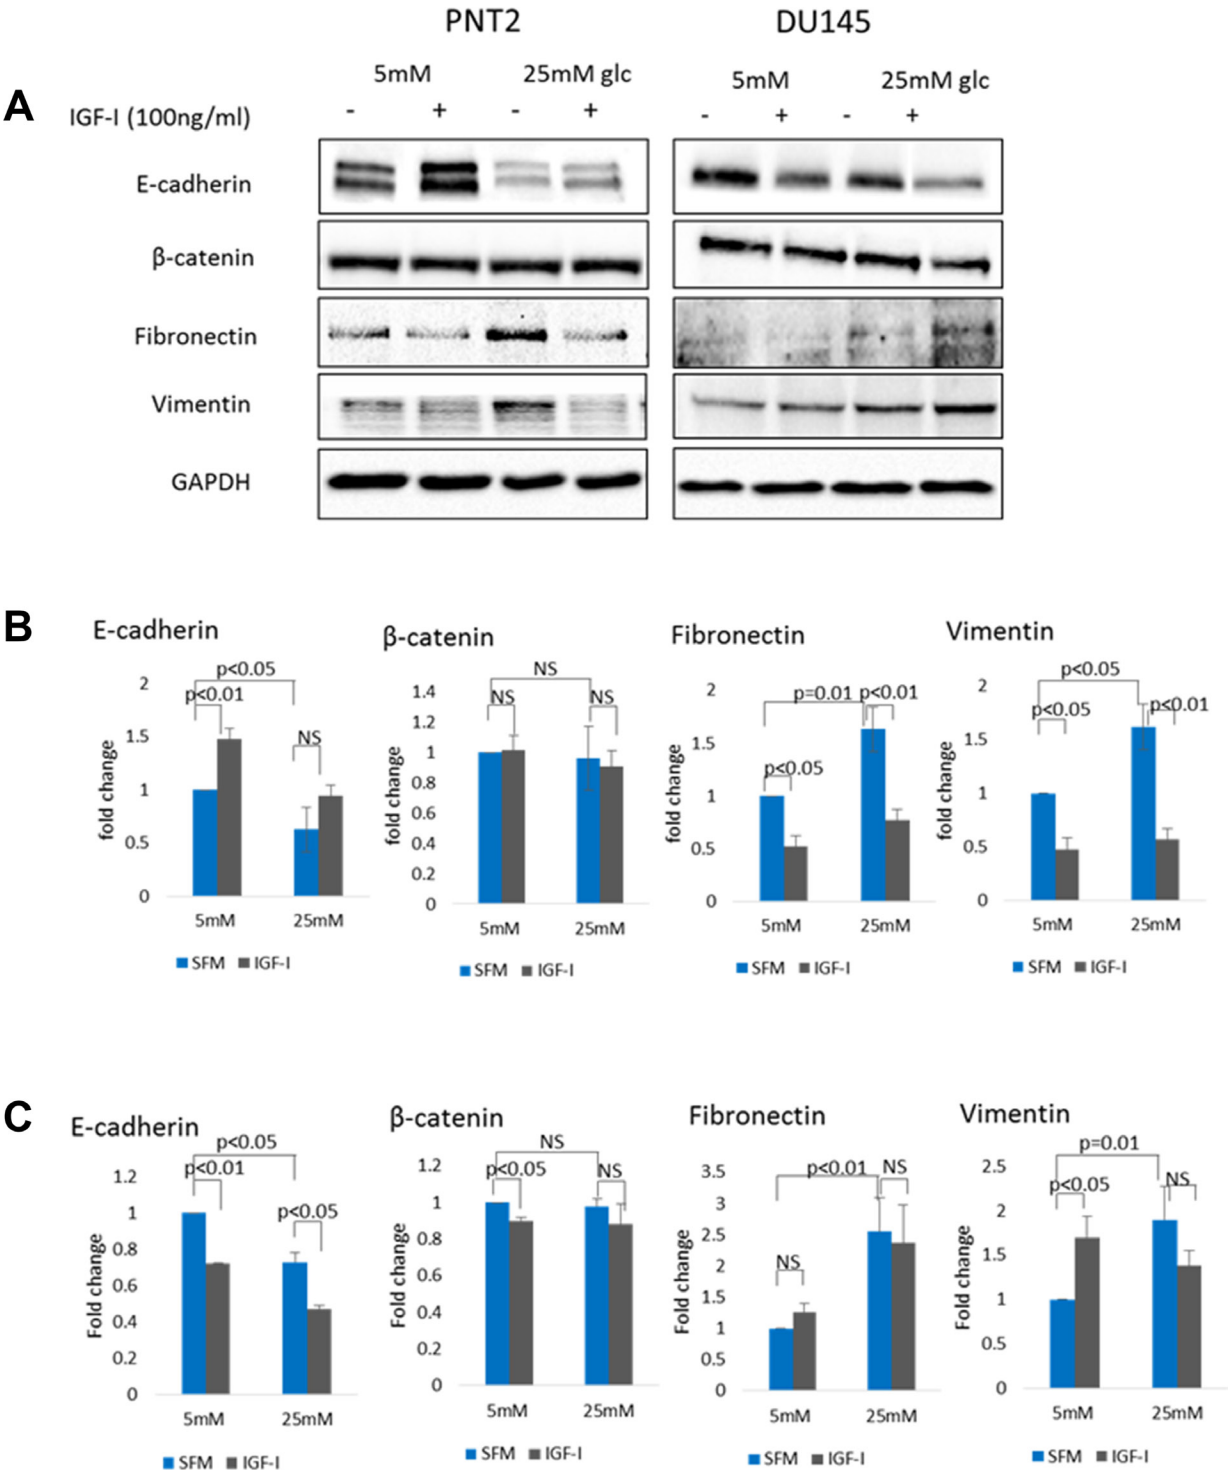 PNT2 DU145
5mM 25mM glc 5mM 25mM glc
A
IGF-I (100ng/ml) - + - + - + - +
E-cadherin
β-catenin
Fibronectin
Vimentin
GAPDH
B
E-cadherin
p<0.05
p<0.01
NS
fold change
2
1.5
1
0.5
0
5mM 25mM
SFM IGF-I
β-catenin
NS
NS NS
fold change
1.4
1.2
1
0.8
0.6
0.4
0.2
0
5mM 25mM
SFM IGF-I
Fibronectin
p=0.01 p<0.01
p<0.05
fold change
2
1.5
1
0.5
0
5mM 25mM
SFM IGF-I
Vimentin
p<0.05
p<0.05 p<0.01
fold change
2
1.5
1
0.5
0
5mM 25mM
SFM IGF-I
C
E-cadherin
p<0.05
p<0.01
p<0.05
Fold change
1.2
1
0.8
0.6
0.4
0.2
0
5mM 25mM
SFM IGF-I
β-catenin
NS
p<0.05 NS
Fold change
1.2
1
0.8
0.6
0.4
0.2
0
5mM 25mM
SFM IGF-I
Fibronectin
p<0.01 NS
NS
Fold change
3.5
3
2.5
2
1.5
1
0.5
0
5mM 25mM
SFM IGF-I
Vimentin
p=0.01
p<0.05 NS
Fold change
2.5
2
1.5
1
0.5
0
5mM 25mM
SFM IGF-I